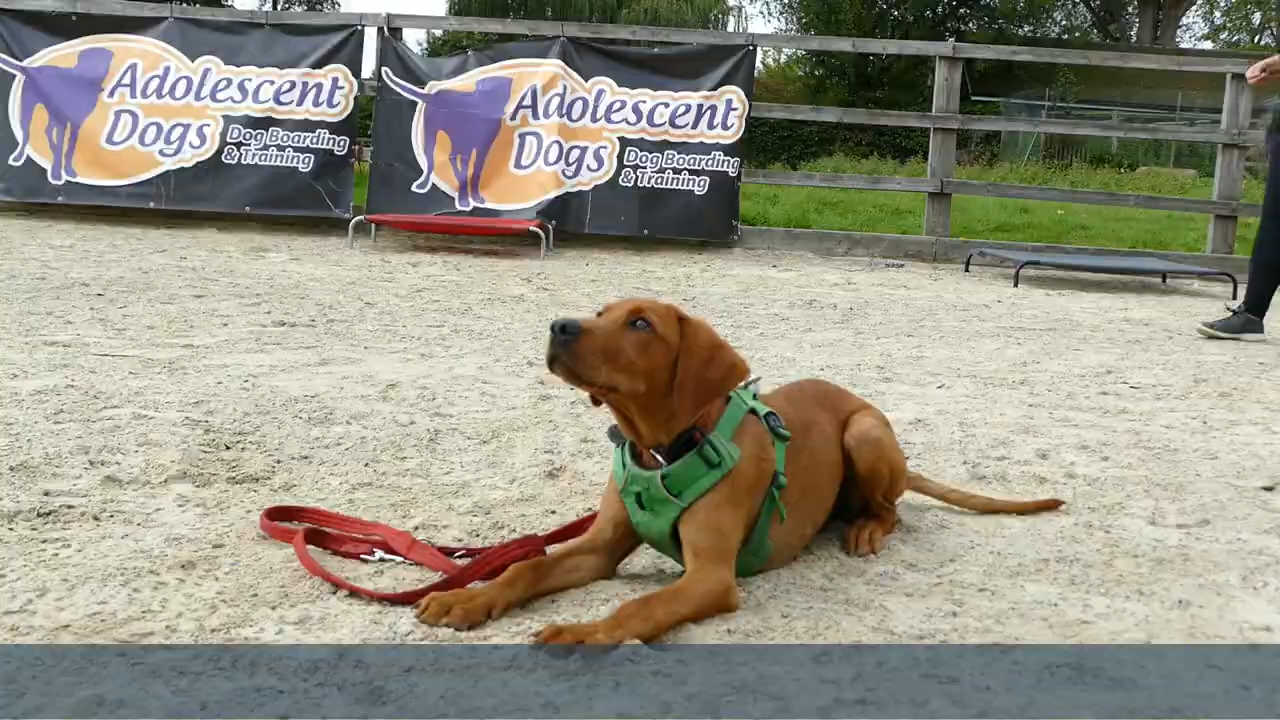 Adolescent
Dogs
Dog Boarding
& Training
Adolescent
Dogs
Dog Boarding
& Training